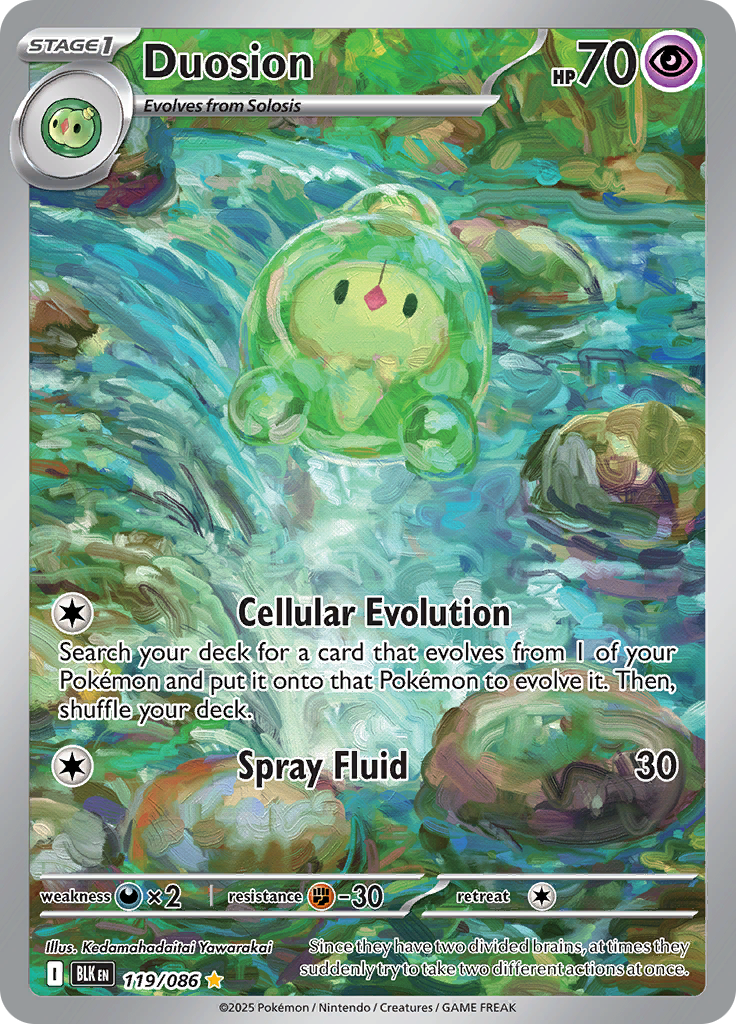 STAGE1
Duosion
HP70
Evolves from Solosis
Cellular Evolution
Search your deck for a card that evolves from 1 of your
Pokémon and put it onto that Pokémon to evolve it. Then,
shuffle your deck.
Spray Fluid 30
weakness ×2 resistance -30 retreat
Illus. Kedamahadaitai Yawarakai
Since they have two divided brains, at times they
suddenly try to take two different actions at once.
I BLK EN 119/086
©2025 Pokémon / Nintendo / Creatures / GAME FREAK